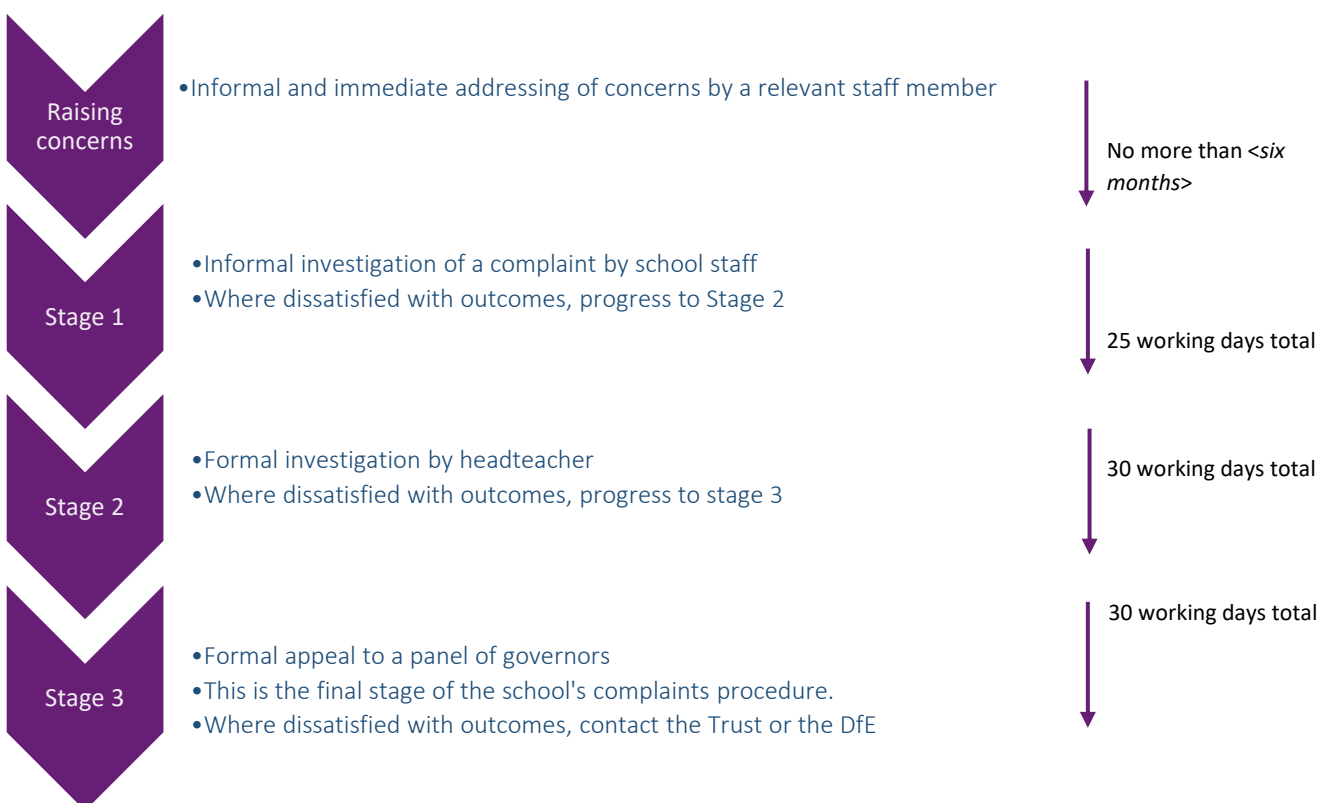 Raising
concerns
•Informal and immediate addressing of concerns by a relevant staff member
No more than <six
months>
Stage 1
•Informal investigation of a complaint by school staff
•Where dissatisfied with outcomes, progress to Stage 2
25 working days total
Stage 2
•Formal investigation by headteacher
•Where dissatisfied with outcomes, progress to stage 3
30 working days total
Stage 3
•Formal appeal to a panel of governors
•This is the final stage of the school's complaints procedure.
•Where dissatisfied with outcomes, contact the Trust or the DfE
30 working days total